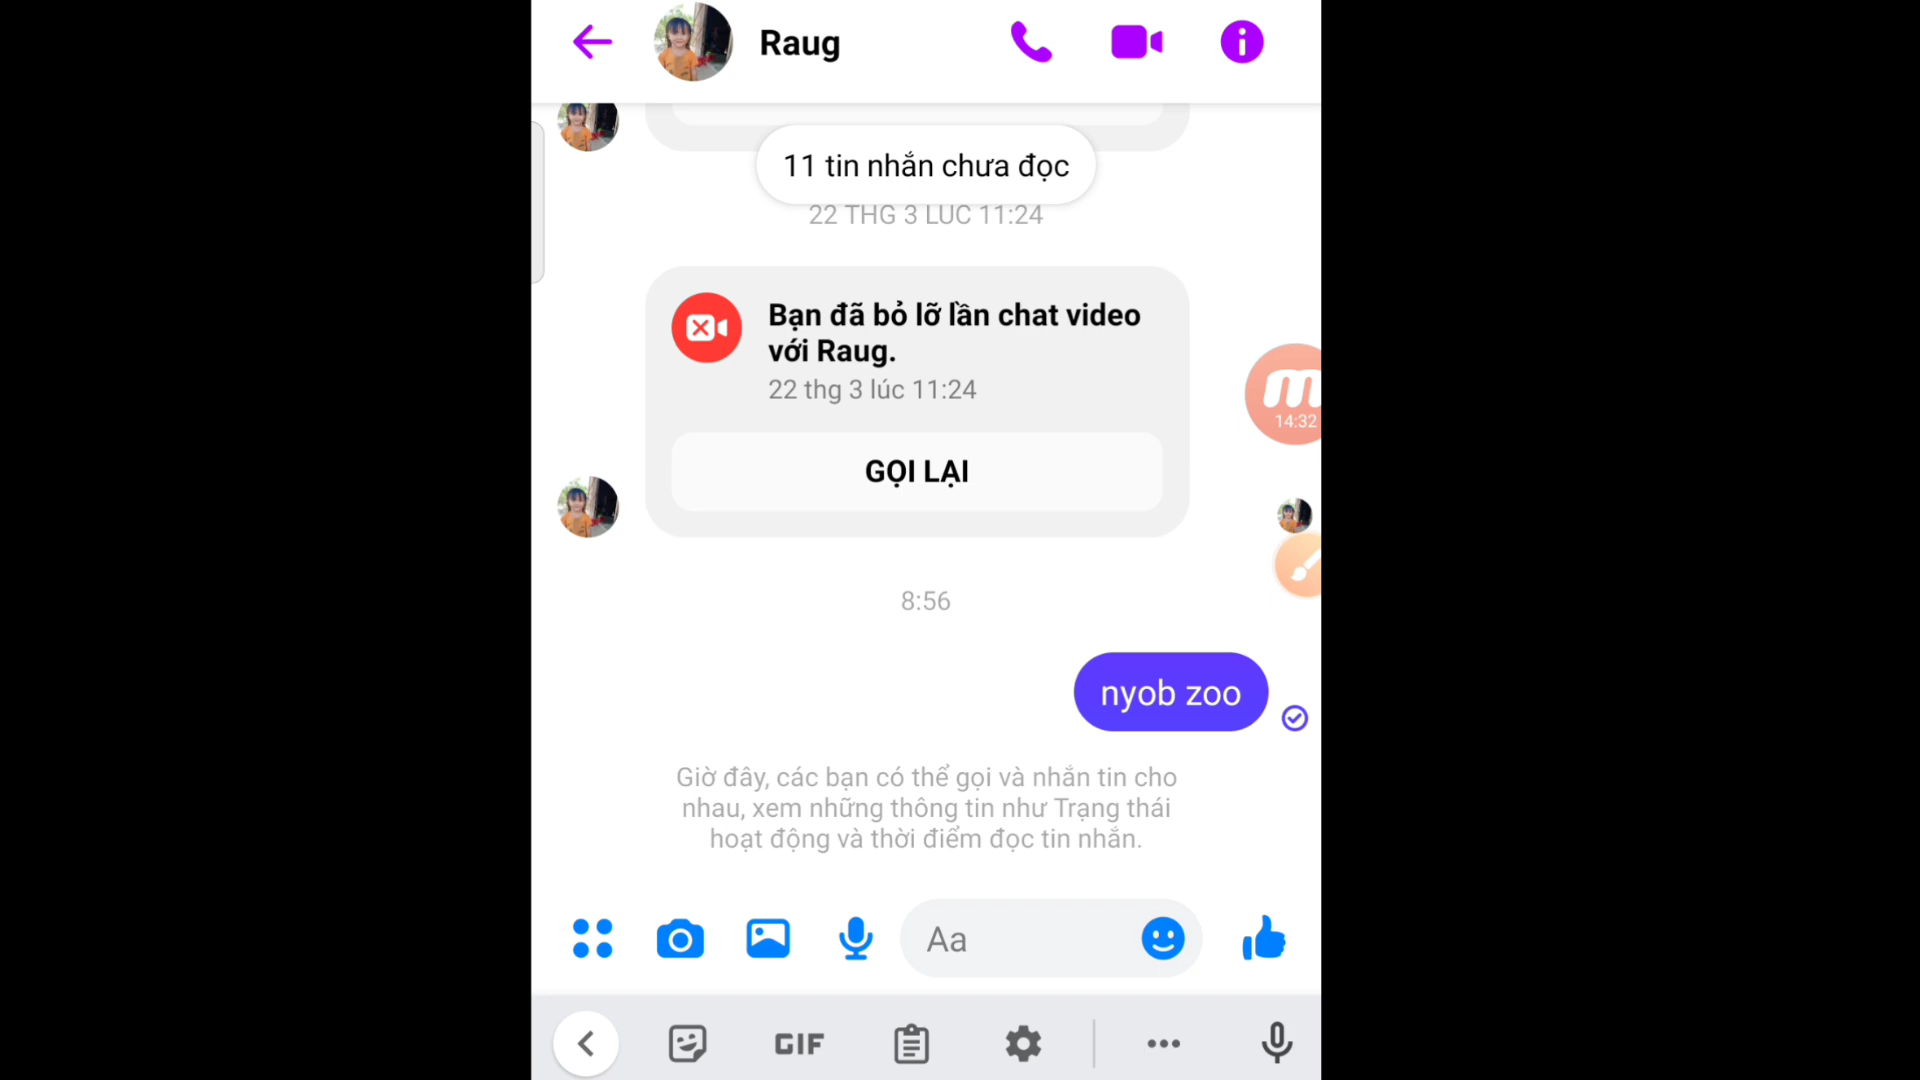 Raug
11 tin nhắn chưa đọc
22 THG 3 LÚC 11:24
Bạn đã bỏ lỡ lần chat video
với Raug.
22 thg 3 lúc 11:24
GỌI LẠI
14:32
8:56
nyob zoo
Giờ đây, các bạn có thể gọi và nhắn tin cho
nhau, xem những thông tin như Trạng thái
hoạt động và thời điểm đọc tin nhắn.
Aa
GIF